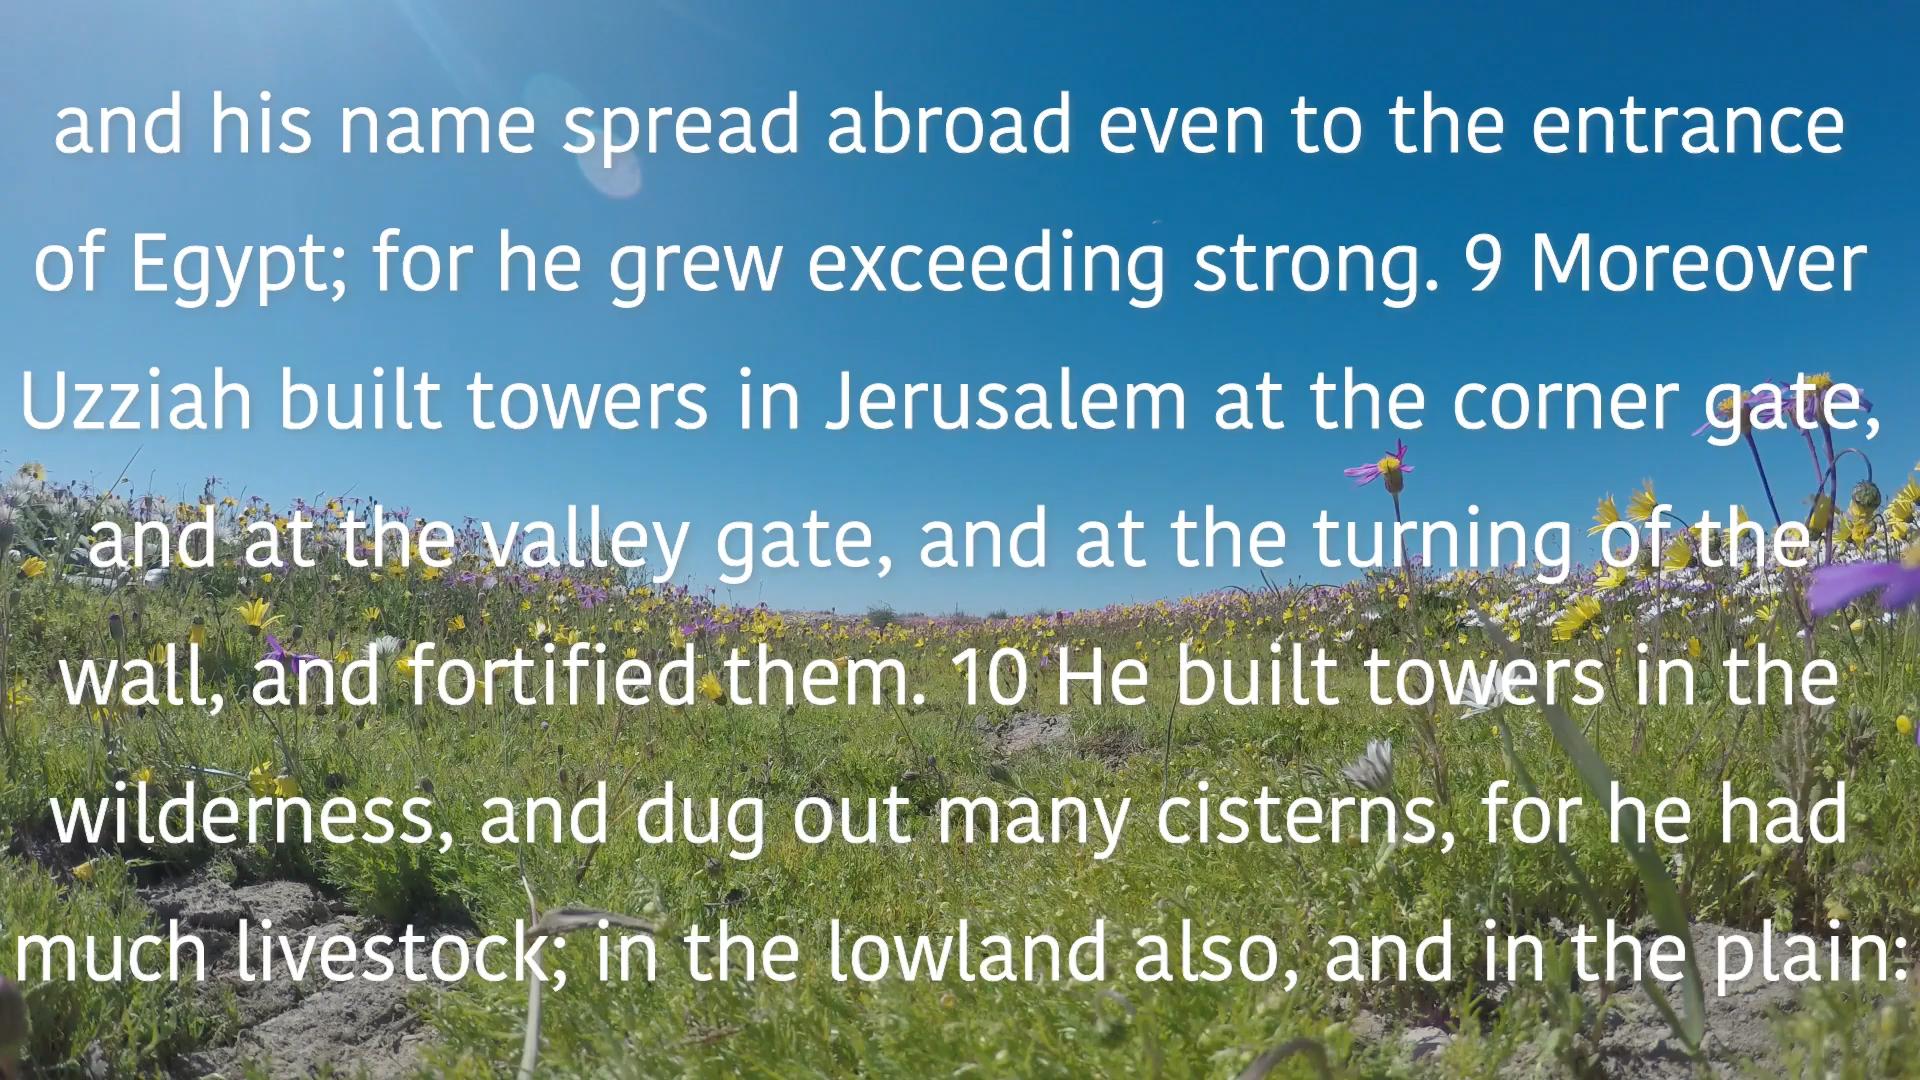 and his name spread abroad even to the entrance
of Egypt; for he grew exceeding strong. 9 Moreover
Uzziah built towers in Jerusalem at the corner gate,
and at the valley gate, and at the turning of the
wall, and fortified them. 10 He built towers in the
wilderness, and dug out many cisterns, for he had
much livestock; in the lowland also, and in the plain: